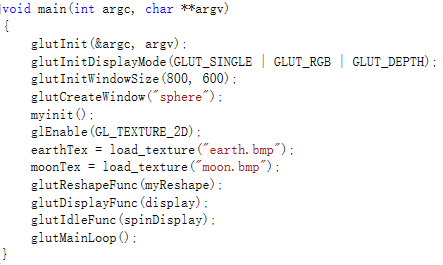 void main(int argc, char **argv)
{
    glutInit(&argc, argv);
    glutInitDisplayMode(GLUT_SINGLE | GLUT_RGB | GLUT_DEPTH);
    glutInitWindowSize(800, 600);
    glutCreateWindow("sphere");
    myinit();
    glEnable(GL_TEXTURE_2D);
    earthTex = load_texture("earth.bmp");
    moonTex = load_texture("moon.bmp");
    glutReshapeFunc(myReshape);
    glutDisplayFunc(display);
    glutIdleFunc(spinDisplay);
    glutMainLoop();
}